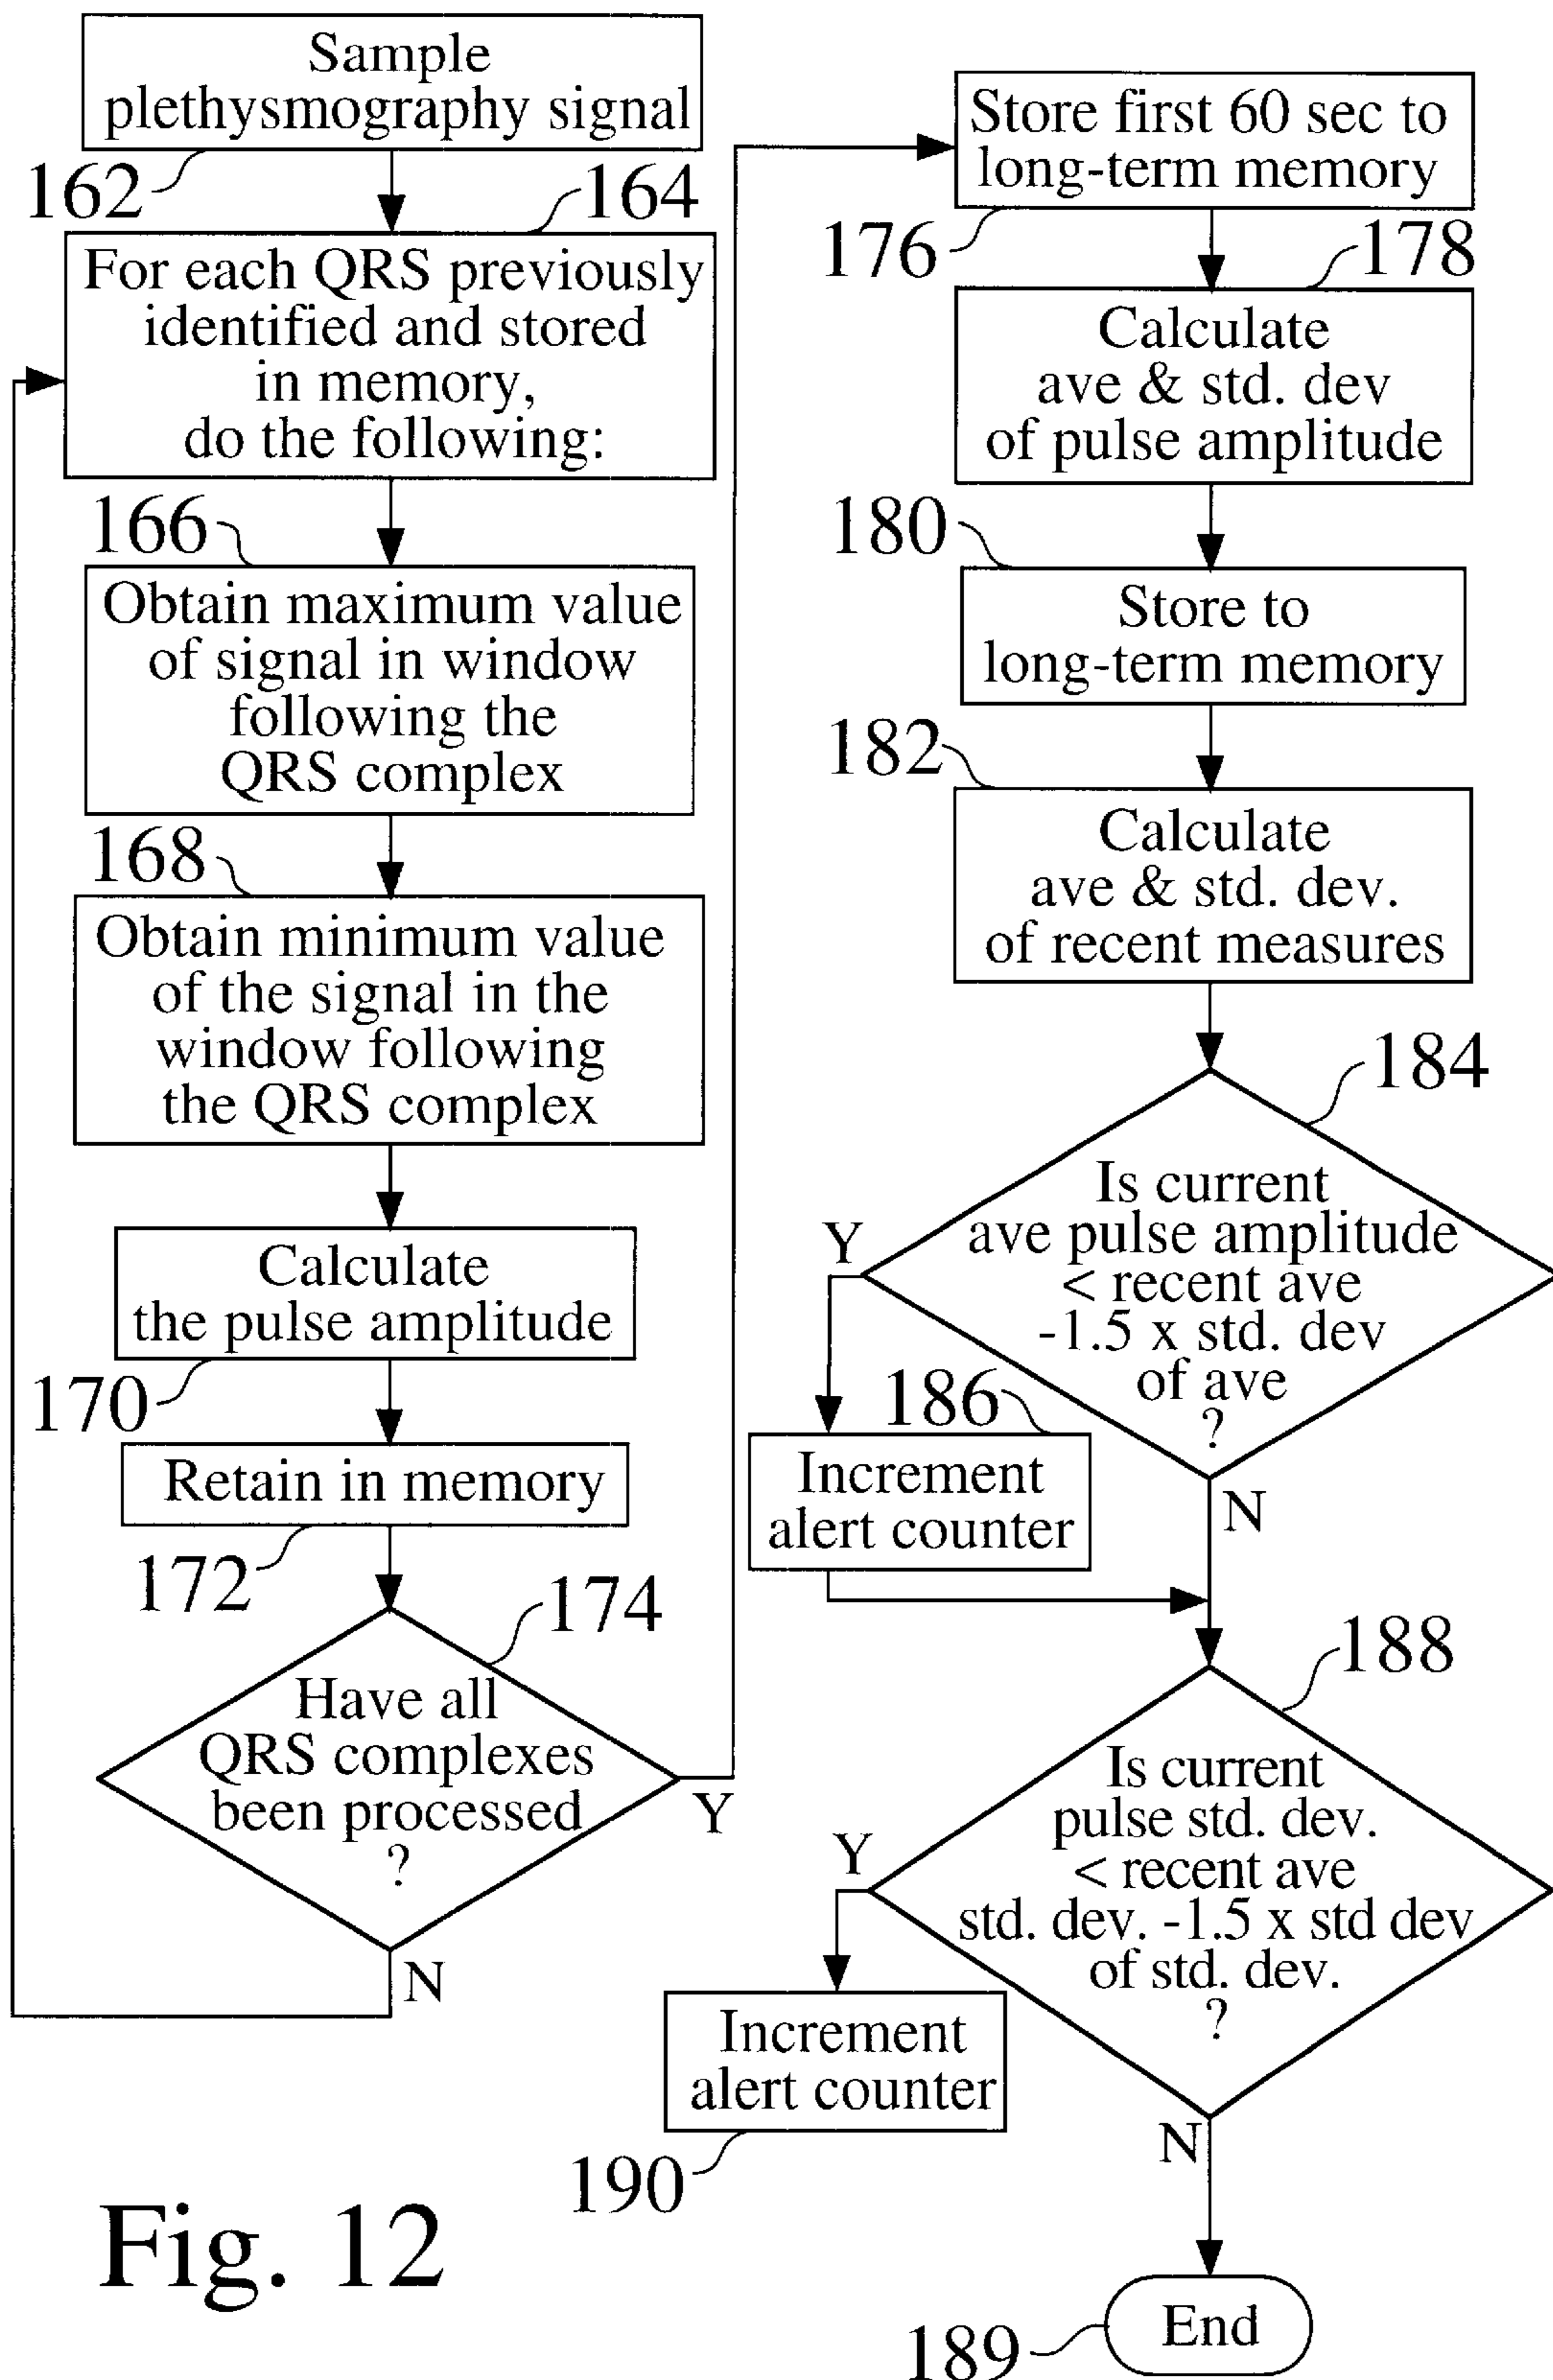 Sample
plethysmography signal
162
164
For each QRS previously
identified and stored
in memory,
do the following:
166
Obtain maximum value
of signal in window
following the
QRS complex
168
Obtain minimum value
of the signal in the
window following
the QRS complex
Calculate
the pulse amplitude
170
Retain in memory
172
174
Have all
QRS complexes
been processed
?
Y
N
Store first 60 sec to
long-term memory
176
178
Calculate
ave & std. dev
of pulse amplitude
180
Store to
long-term memory
182
Calculate
ave & std. dev.
of recent measures
184
Is current
ave pulse amplitude
< recent ave
-1.5 x std. dev
of ave
?
Y
N
186
Increment
alert counter
188
Is current
pulse std. dev.
< recent ave
std. dev. -1.5 x std dev
of std. dev.
?
Y
N
Increment
alert counter
190
End
189
Fig. 12